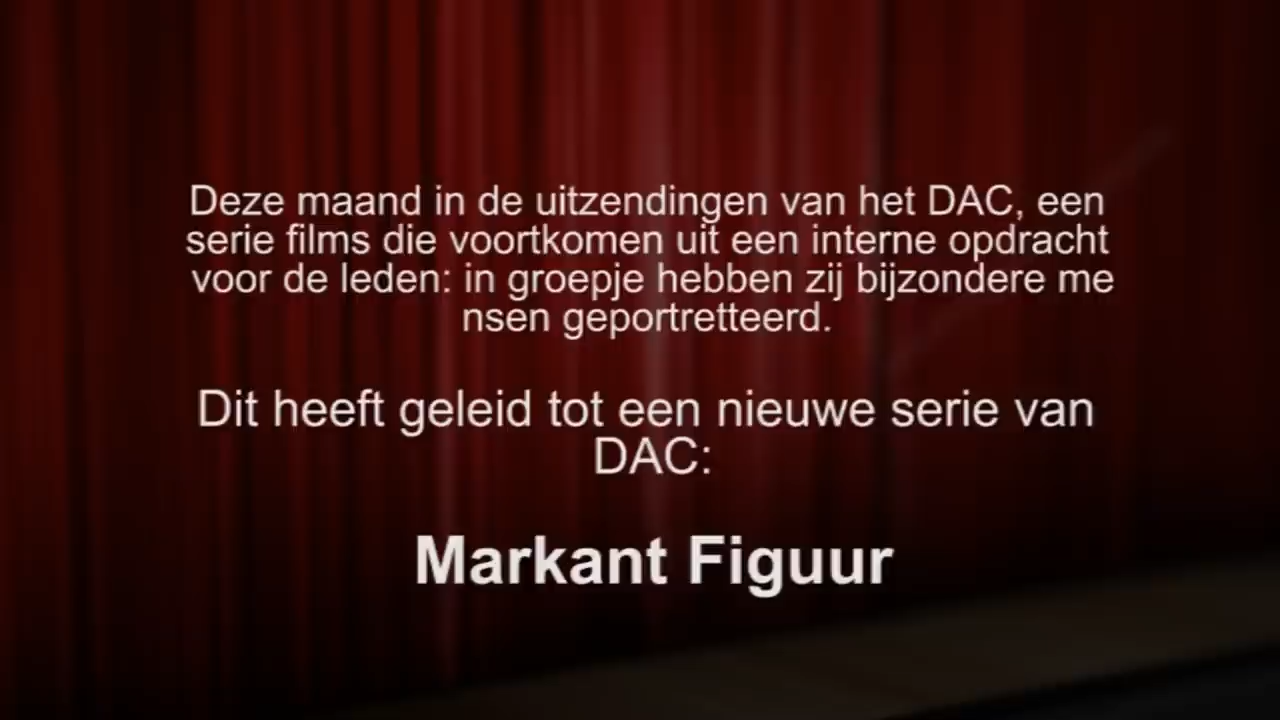 Deze maand in de uitzendingen van het DAC, een
serie films die voortkomen uit een interne opdracht
voor de leden: in groepje hebben zij bijzondere me
nsen geportretteerd.
Dit heeft geleid tot een nieuwe serie van
DAC:
Markant Figuur